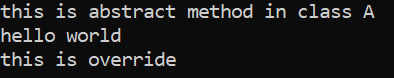 this is abstract method in class A
hello world
this is override